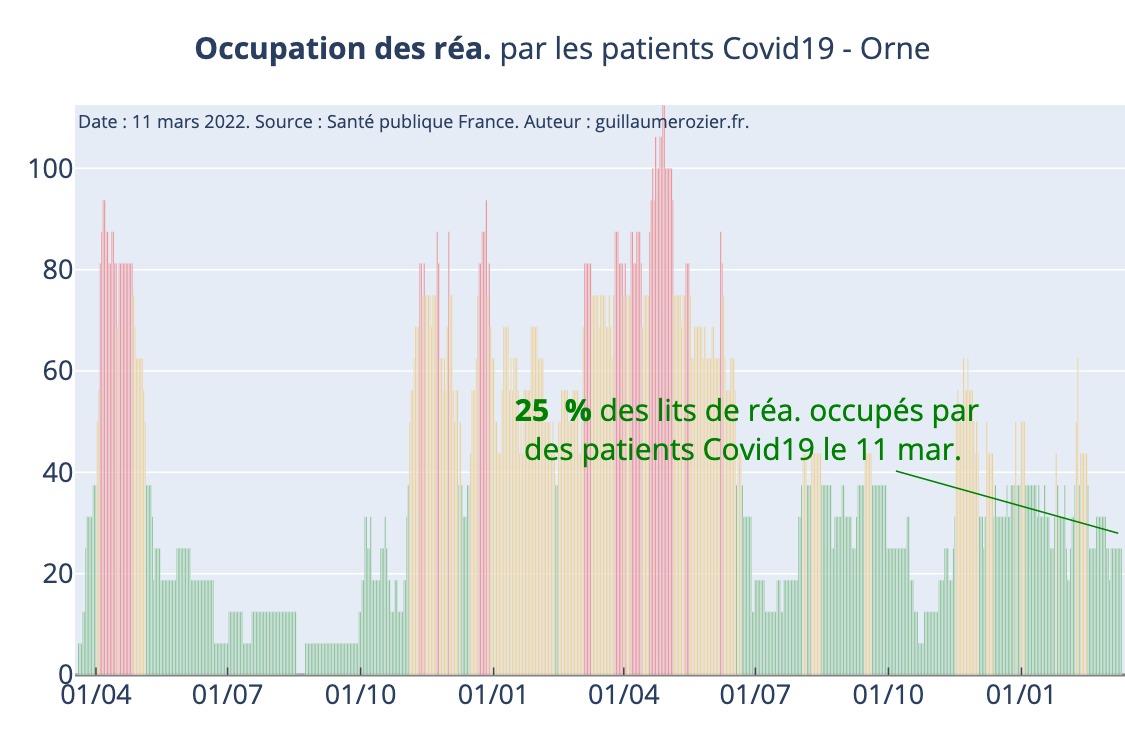 Occupation des réa. par les patients Covid19 - Orne
Date : 11 mars 2022. Source : Santé publique France. Auteur : guillaumerozier.fr.
100
80
60
25 % des lits de réa. occupés par
des patients Covid19 le 11 mar.
40
20
0
01/04 01/07 01/10 01/01 01/04 01/07 01/10 01/01